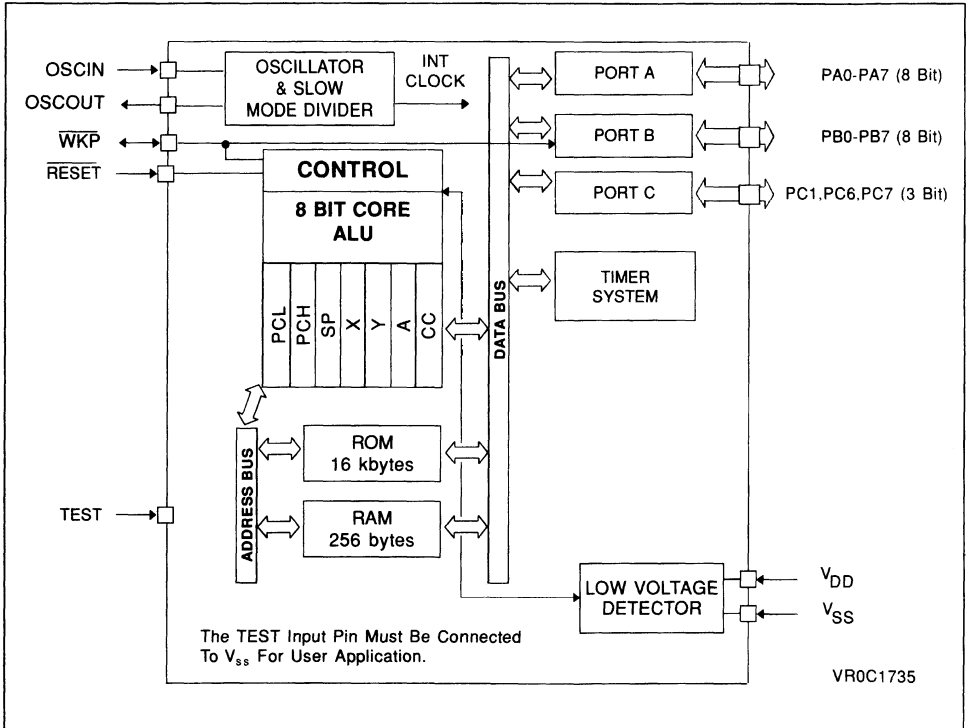 OSCIN
OSCOUT
WKP
RESET
TEST
OSCILLATOR
& SLOW
MODE DIVIDER
INT
CLOCK
CONTROL
8 BIT CORE
ALU
PCL
PCH
SP
X
Y
A
CC
ADDRESS BUS
ROM
16 kbytes
RAM
256 bytes
DATA BUS
PORT A
PORT B
PORT C
TIMER
SYSTEM
LOW VOLTAGE
DETECTOR
PA0-PA7 (8 Bit)
PB0-PB7 (8 Bit)
PC1,PC6,PC7 (3 Bit)
VDD
VSS
The TEST Input Pin Must Be Connected
To Vss For User Application.
VR0C1735